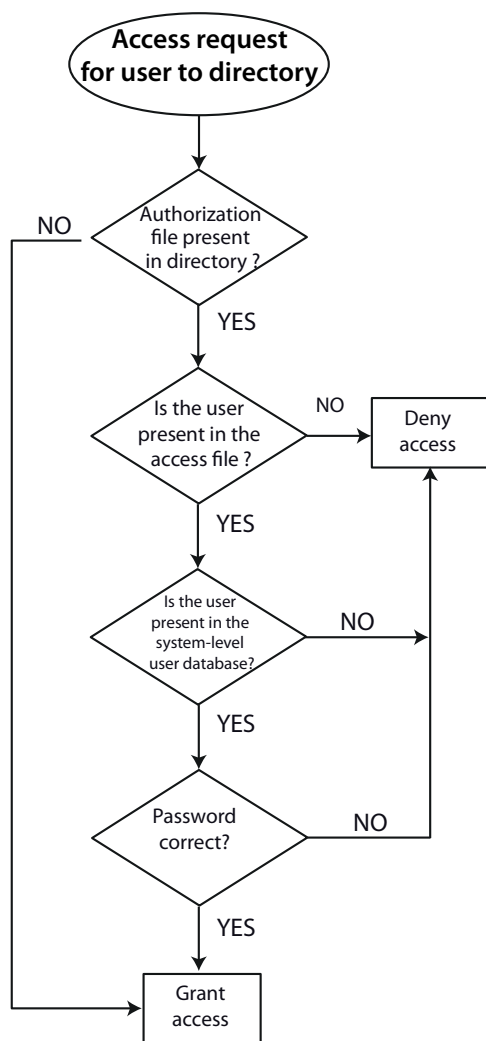 Access request
for user to directory
NO
Authorization
file present
in directory ?
YES
Is the user
present in the
access file ?
NO
Deny
access
YES
Is the user
present in the
system-level
user database?
NO
YES
Password
correct?
NO
YES
Grant
access